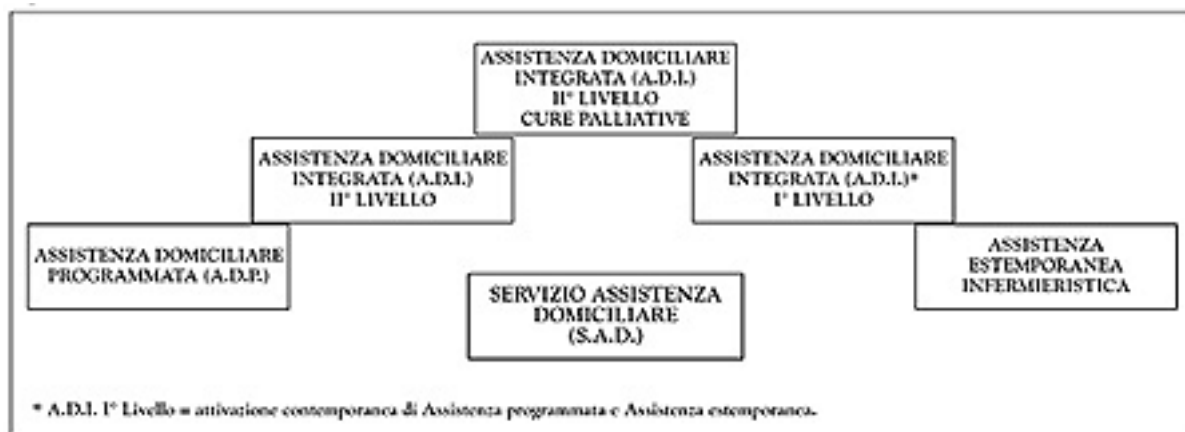 ASSISTENZA DOMICILIARE
INTEGRATA (A.D.I.)
II° LIVELLO
CURE PALLIATIVE
ASSISTENZA DOMICILIARE
INTEGRATA (A.D.I.)
II° LIVELLO
ASSISTENZA DOMICILIARE
INTEGRATA (A.D.I.)*
I° LIVELLO
ASSISTENZA DOMICILIARE
PROGRAMMATA (A.D.P.)
ASSISTENZA
ESTEMPORANEA
INFERMIERISTICA
SERVIZIO ASSISTENZA
DOMICILIARE
(S.A.D.)
* A.D.I. I° Livello = attivazione contemporanea di Assistenza programmata e Assistenza estemporanea.